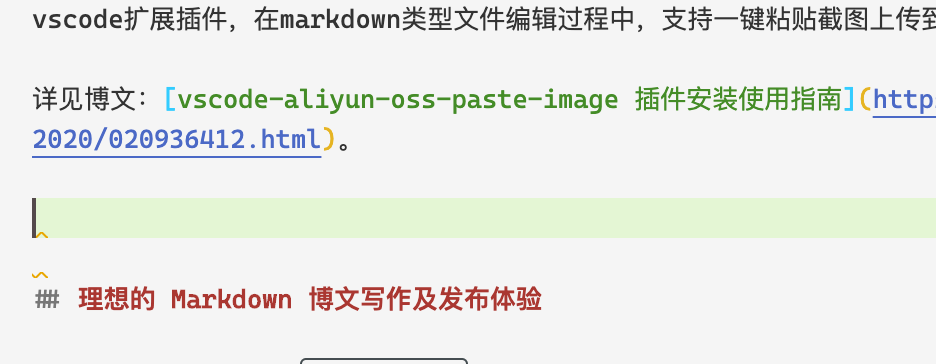 vscode扩展插件，在markdown类型文件编辑过程中，支持一键粘贴截图上传到
详见博文：[vscode-aliyun-oss-paste-image 插件安装使用指南](http
2020/020936412.html)。
## 理想的 Markdown 博文写作及发布体验